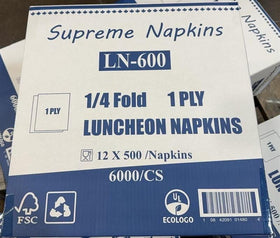 Supreme Napkins
LN-600
1 PLY
1/4 Fold 1 PLY
LUNCHEON NAPKINS
12 X 500 /Napkins
6000/CS
FSC
UL
ECOLOGO